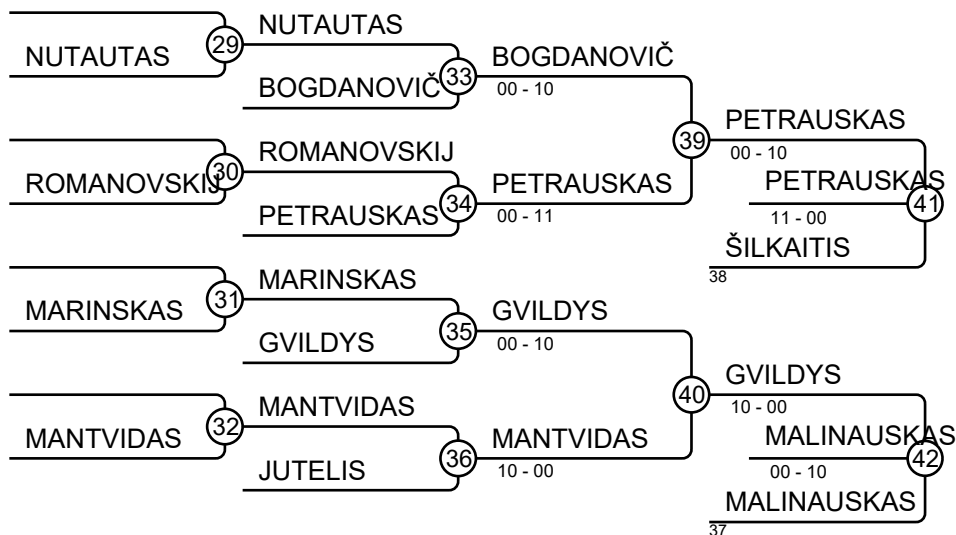 NUTAUTAS
29
NUTAUTAS
BOGDANOVIČ
33
BOGDANOVIČ
00 - 10
ROMANOVSKIJ
30
ROMANOVSKIJ
PETRAUSKAS
34
PETRAUSKAS
00 - 11
39
PETRAUSKAS
00 - 10
PETRAUSKAS
11 - 00
41
ŠILKAITIS
38
MARINSKAS
31
MARINSKAS
GVILDYS
35
GVILDYS
00 - 10
MANTVIDAS
32
MANTVIDAS
JUTELIS
36
MANTVIDAS
10 - 00
40
GVILDYS
10 - 00
MALINAUSKAS
00 - 10
42
MALINAUSKAS
37